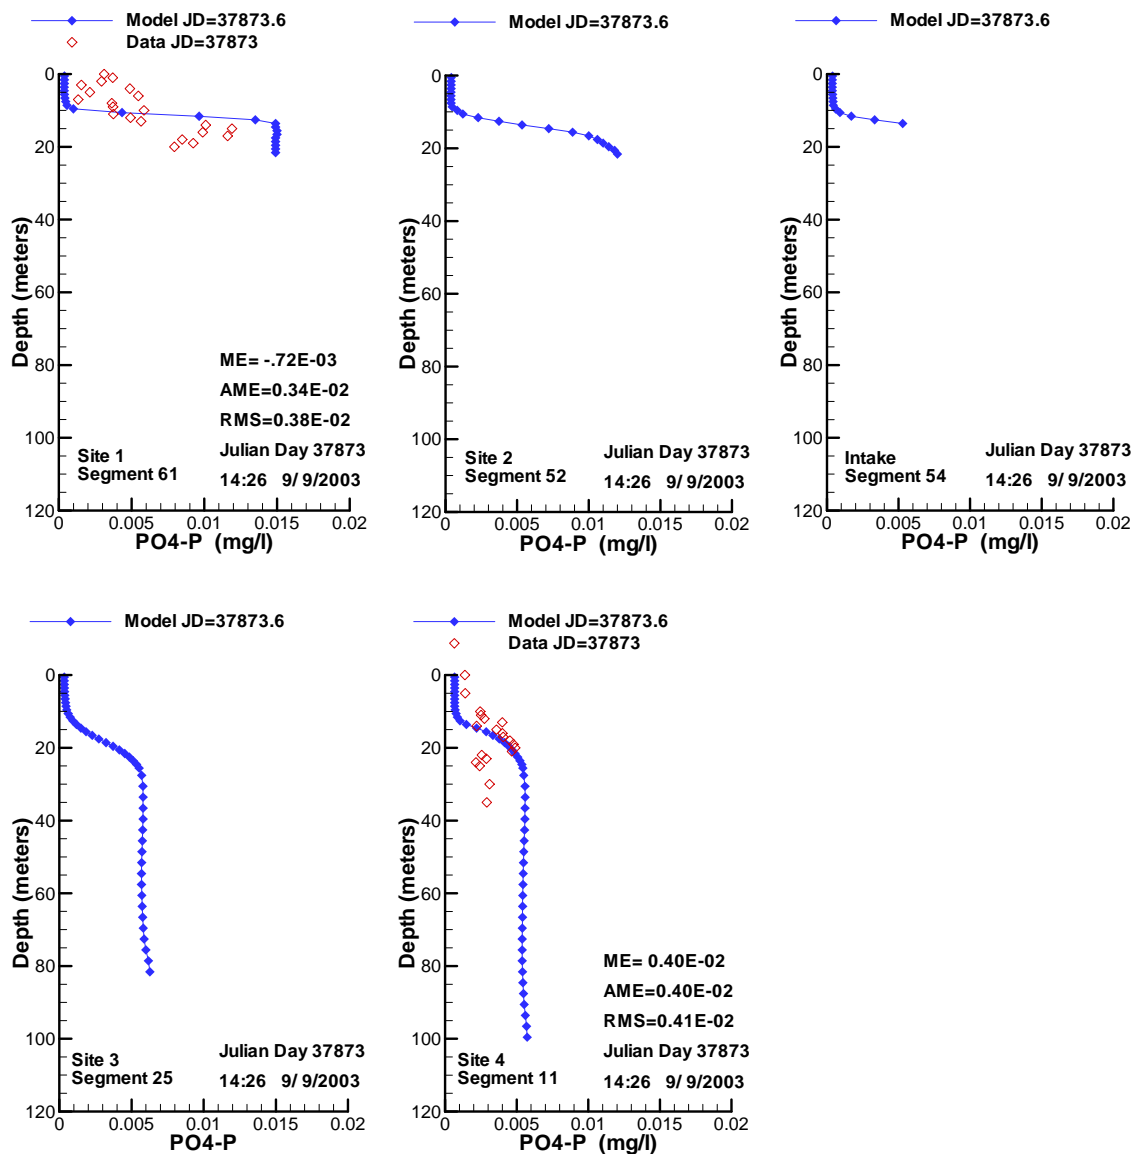 Model JD=37873.6
Data JD=37873
0
20
40
60
80
100
120
Depth (meters)
ME= -.72E-03
AME=0.34E-02
RMS=0.38E-02
Site 1
Segment 61
Julian Day 37873
14:26 9/ 9/2003
0 0.005 0.01 0.015 0.02
PO4-P (mg/l)
Model JD=37873.6
0
20
40
60
80
100
120
Depth (meters)
Site 2
Segment 52
Julian Day 37873
14:26 9/ 9/2003
0 0.005 0.01 0.015 0.02
PO4-P (mg/l)
Model JD=37873.6
0
20
40
60
80
100
120
Depth (meters)
Intake
Segment 54
Julian Day 37873
14:26 9/ 9/2003
0 0.005 0.01 0.015 0.02
PO4-P (mg/l)
Model JD=37873.6
0
20
40
60
80
100
120
Depth (meters)
Site 3
Segment 25
Julian Day 37873
14:26 9/ 9/2003
0 0.005 0.01 0.015 0.02
PO4-P
Model JD=37873.6
Data JD=37873
0
20
40
60
80
100
120
Depth (meters)
ME= 0.40E-02
AME=0.40E-02
RMS=0.41E-02
Site 4
Segment 11
Julian Day 37873
14:26 9/ 9/2003
0 0.005 0.01 0.015 0.02
PO4-P (mg/l)